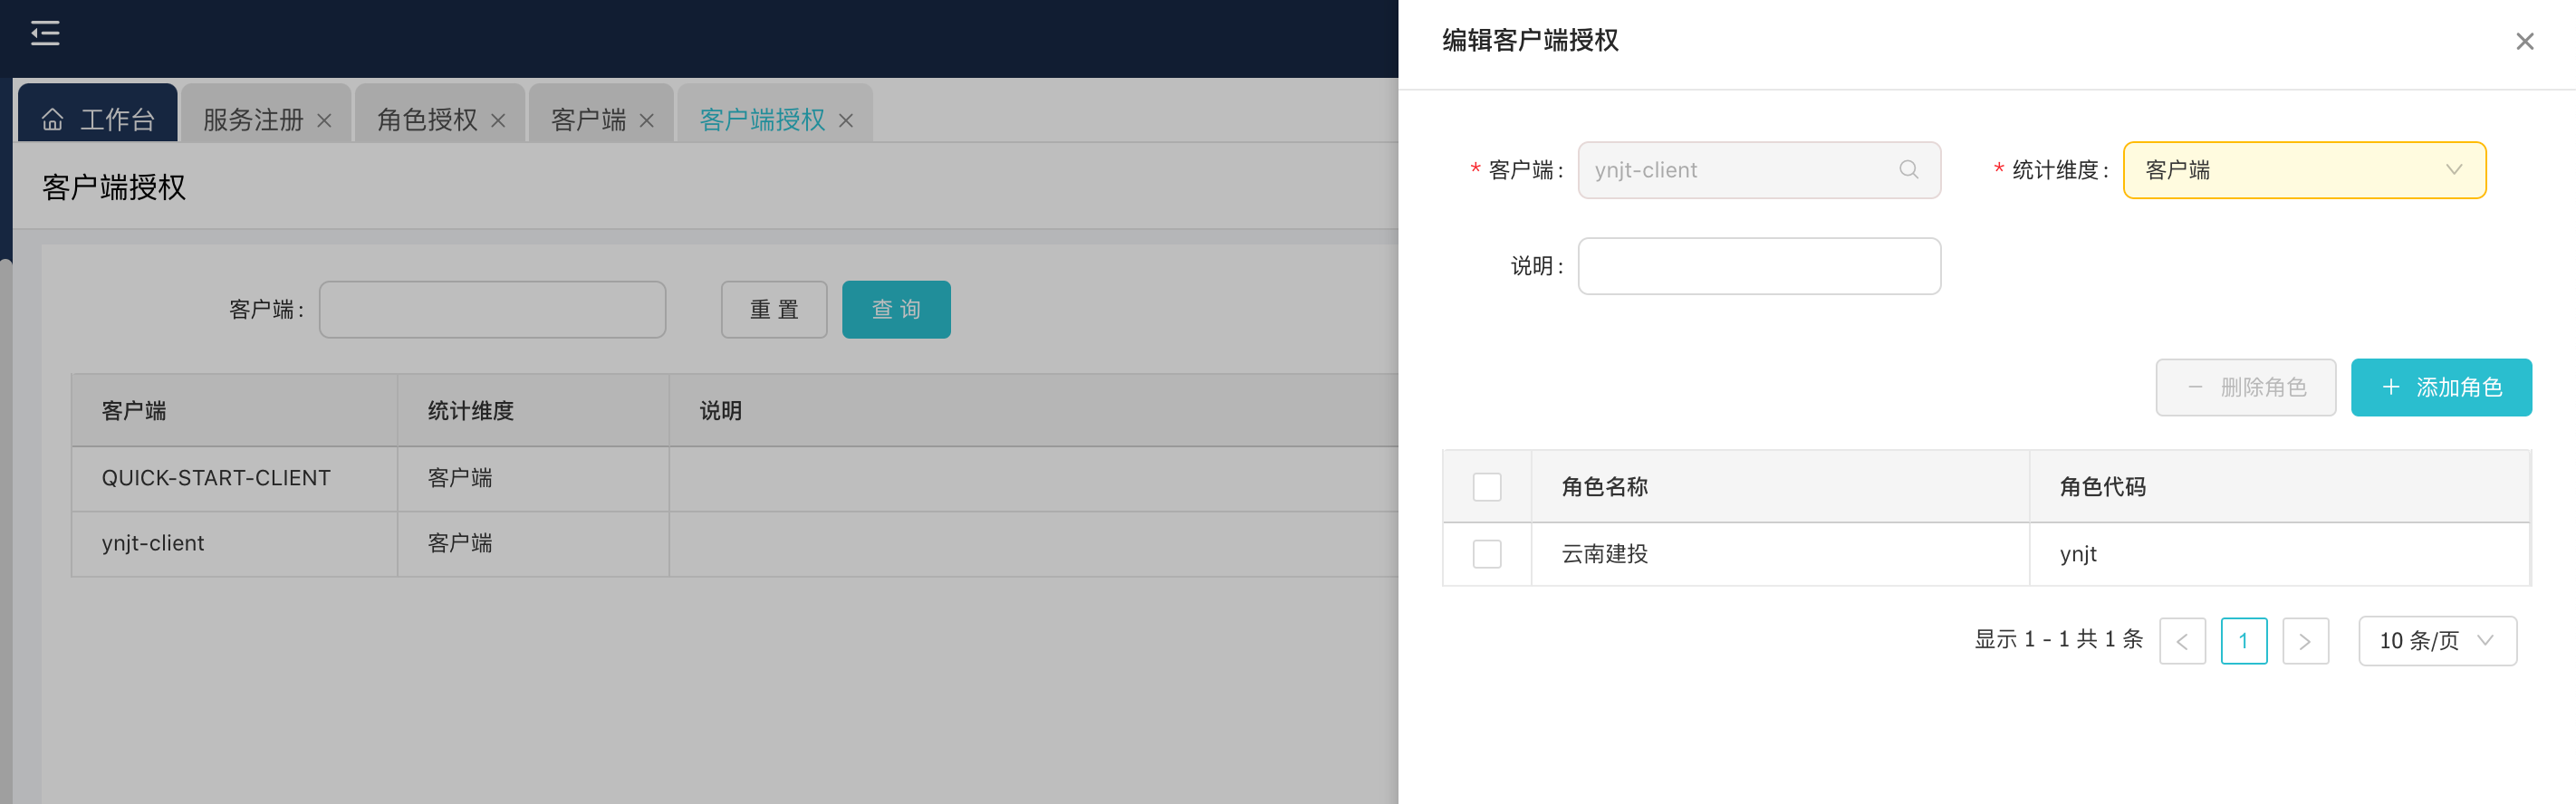 工作台
服务注册
角色授权
客户端
客户端授权
客户端授权
客户端 :
重 置
查 询
客户端 统计维度 说明
QUICK-START-CLIENT 客户端
ynjt-client 客户端
编辑客户端授权
* 客户端 : ynjt-client
* 统计维度 : 客户端
说明 :
删除角色
添加角色
角色名称 角色代码
云南建投 ynjt
显示 1 - 1 共 1 条
1
10 条/页